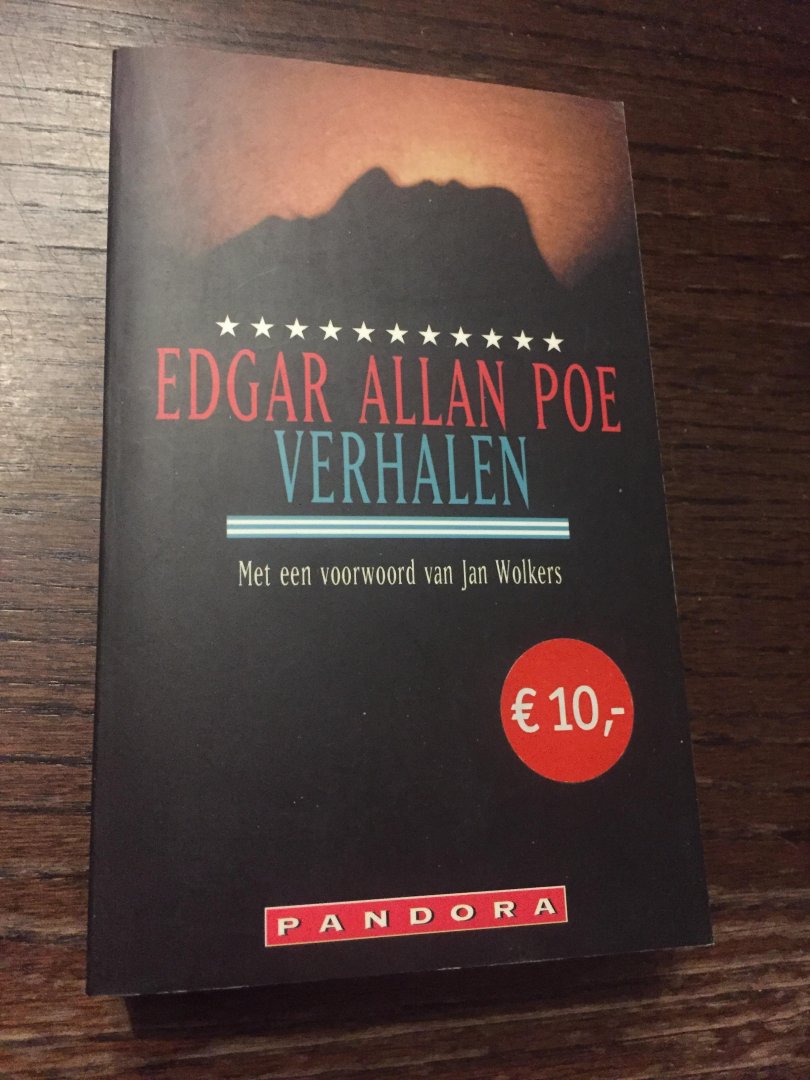 EDGAR ALLAN POE
VERHALEN
Met een voorwoord van Jan Wolkers
€ 10,-
PANDORA